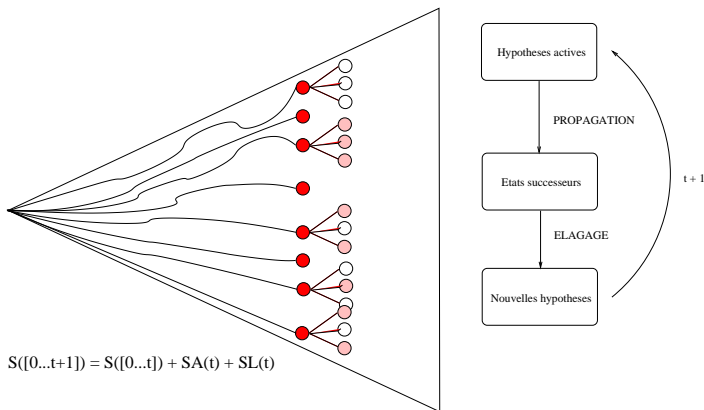 Hypotheses actives
PROPAGATION
Etats successeurs
t + 1
ELAGAGE
Nouvelles hypotheses
S([0...t+1]) = S([0...t]) + SA(t) + SL(t)